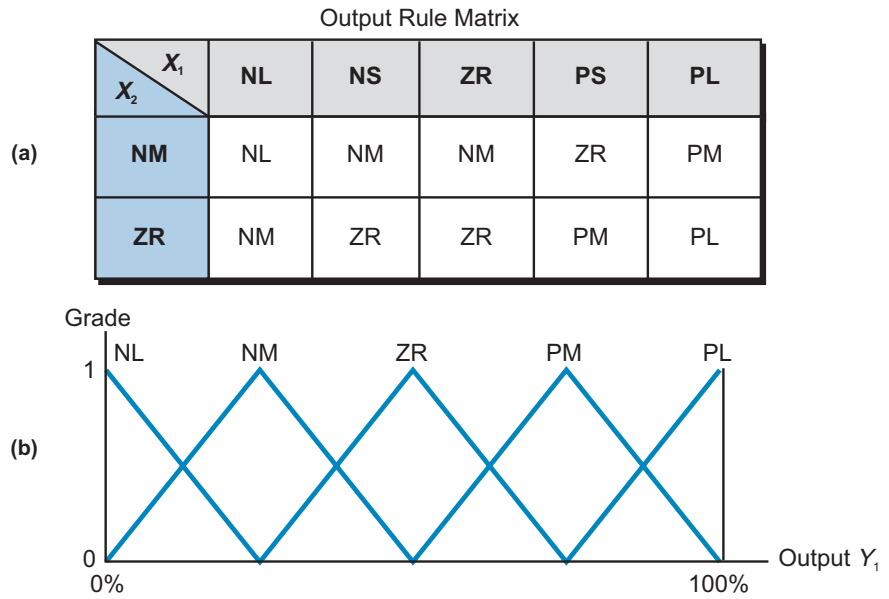 Output Rule Matrix
X₁
X₂
NL NS ZR PS PL
(a)
NM NL NM NM ZR PM
ZR NM ZR ZR PM PL
Grade
NL NM ZR PM PL
1
(b)
0
Output Y₁
0% 100%